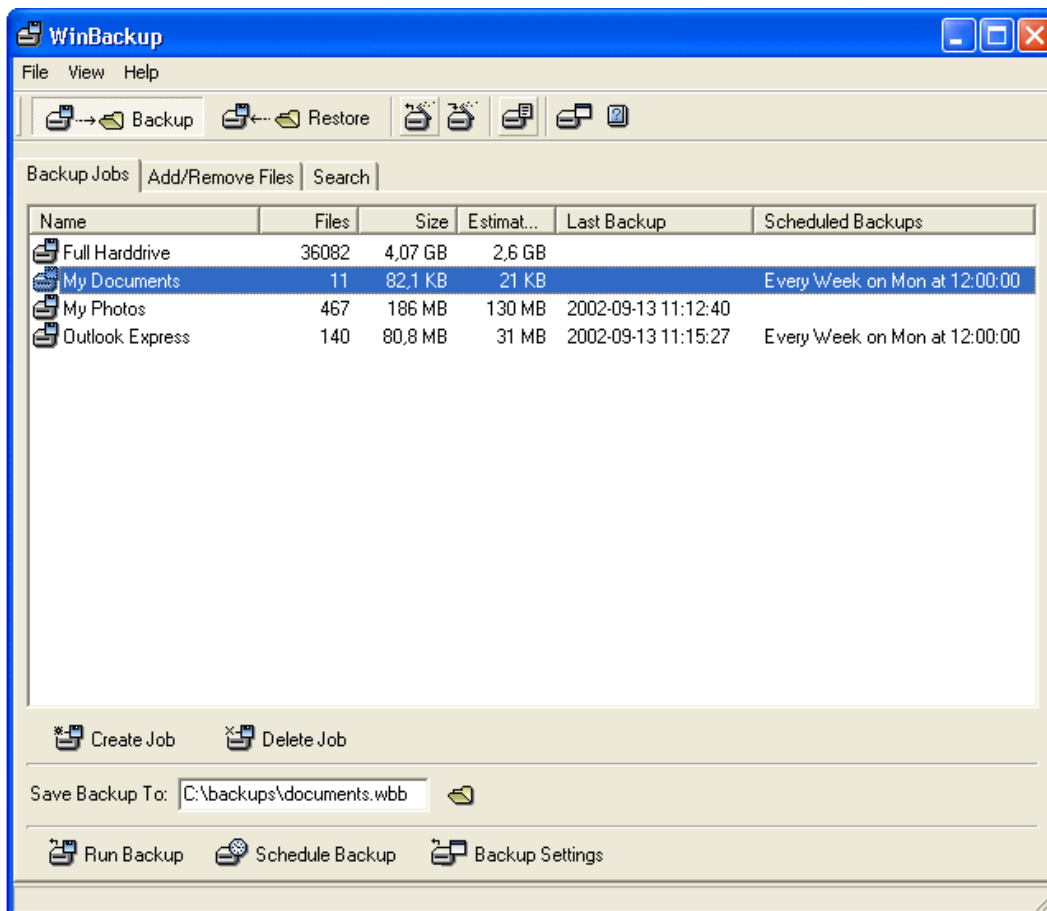 WinBackup
File View Help
Backup Restore
Backup Jobs Add/Remove Files Search
Name Files Size Estimat... Last Backup Scheduled Backups
Full Harddrive 36082 4,07 GB 2,6 GB
My Documents 11 82,1 KB 21 KB Every Week on Mon at 12:00:00
My Photos 467 186 MB 130 MB 2002-09-13 11:12:40
Outlook Express 140 80,8 MB 31 MB 2002-09-13 11:15:27 Every Week on Mon at 12:00:00
Create Job Delete Job
Save Backup To: C:\backups\documents.wbb
Run Backup Schedule Backup Backup Settings